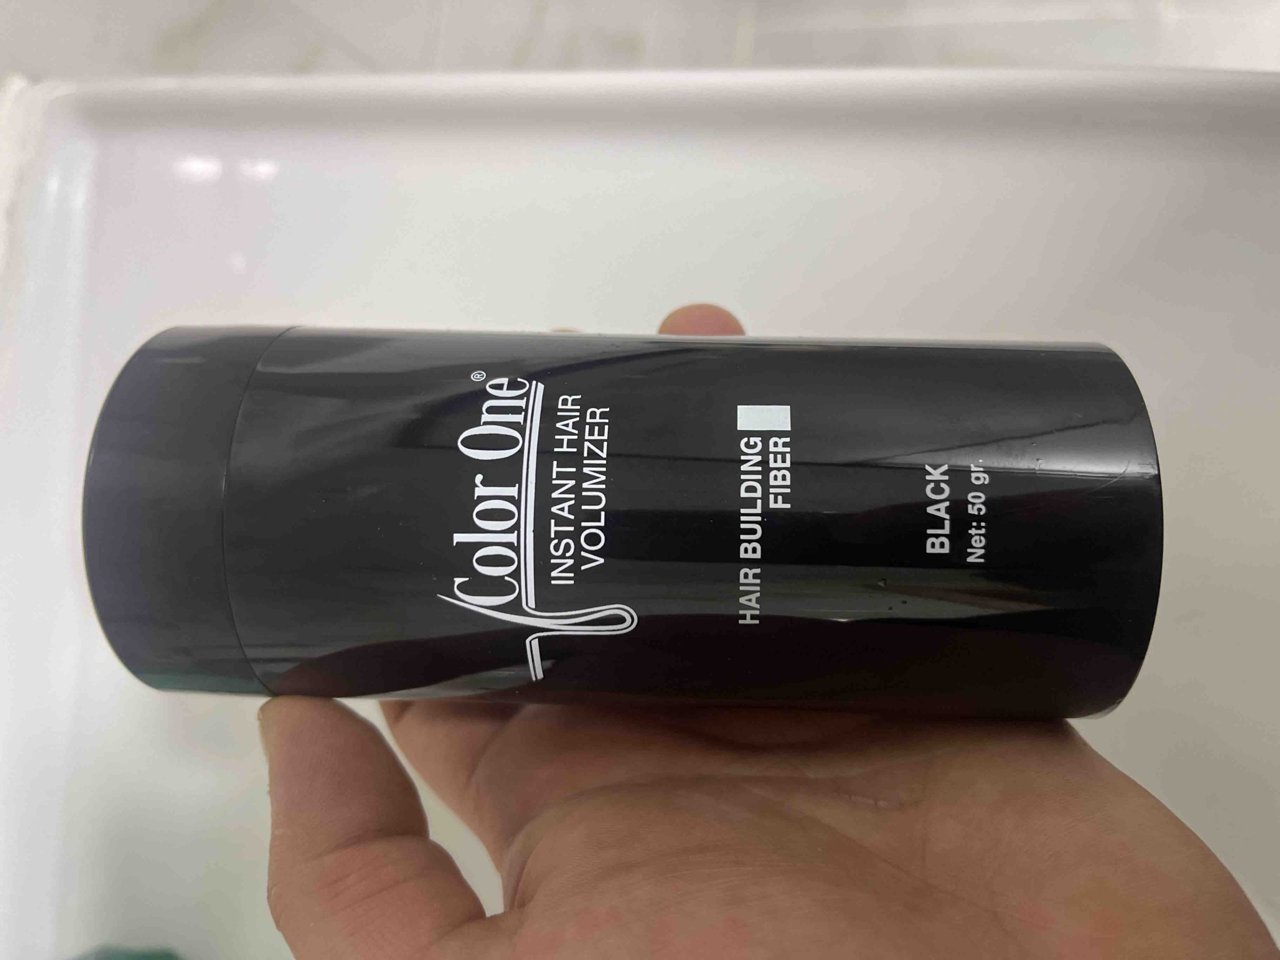 Color One®
INSTANT HAIR
VOLUMIZER
HAIR BUILDING
FIBER
BLACK
Net: 50 gr.